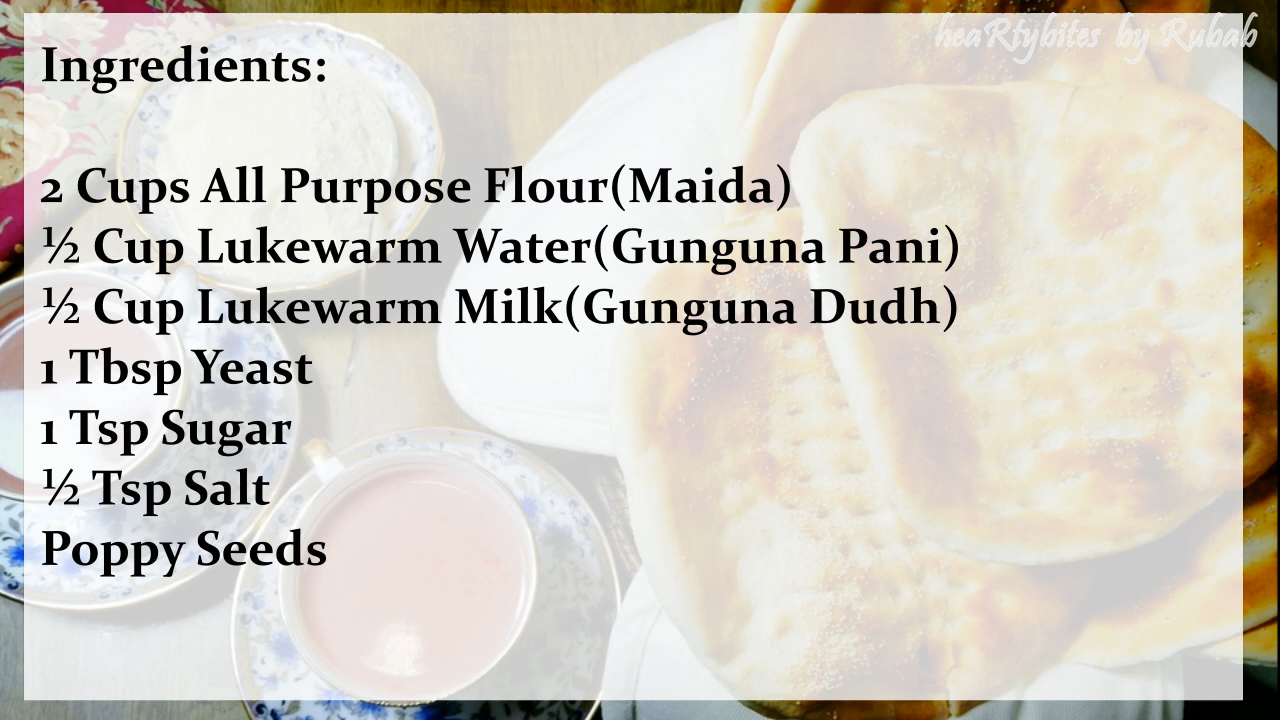 heaRtybites by Rubab
Ingredients:
2 Cups All Purpose Flour(Maida)
½ Cup Lukewarm Water(Gunguna Pani)
½ Cup Lukewarm Milk(Gunguna Dudh)
1 Tbsp Yeast
1 Tsp Sugar
½ Tsp Salt
Poppy Seeds